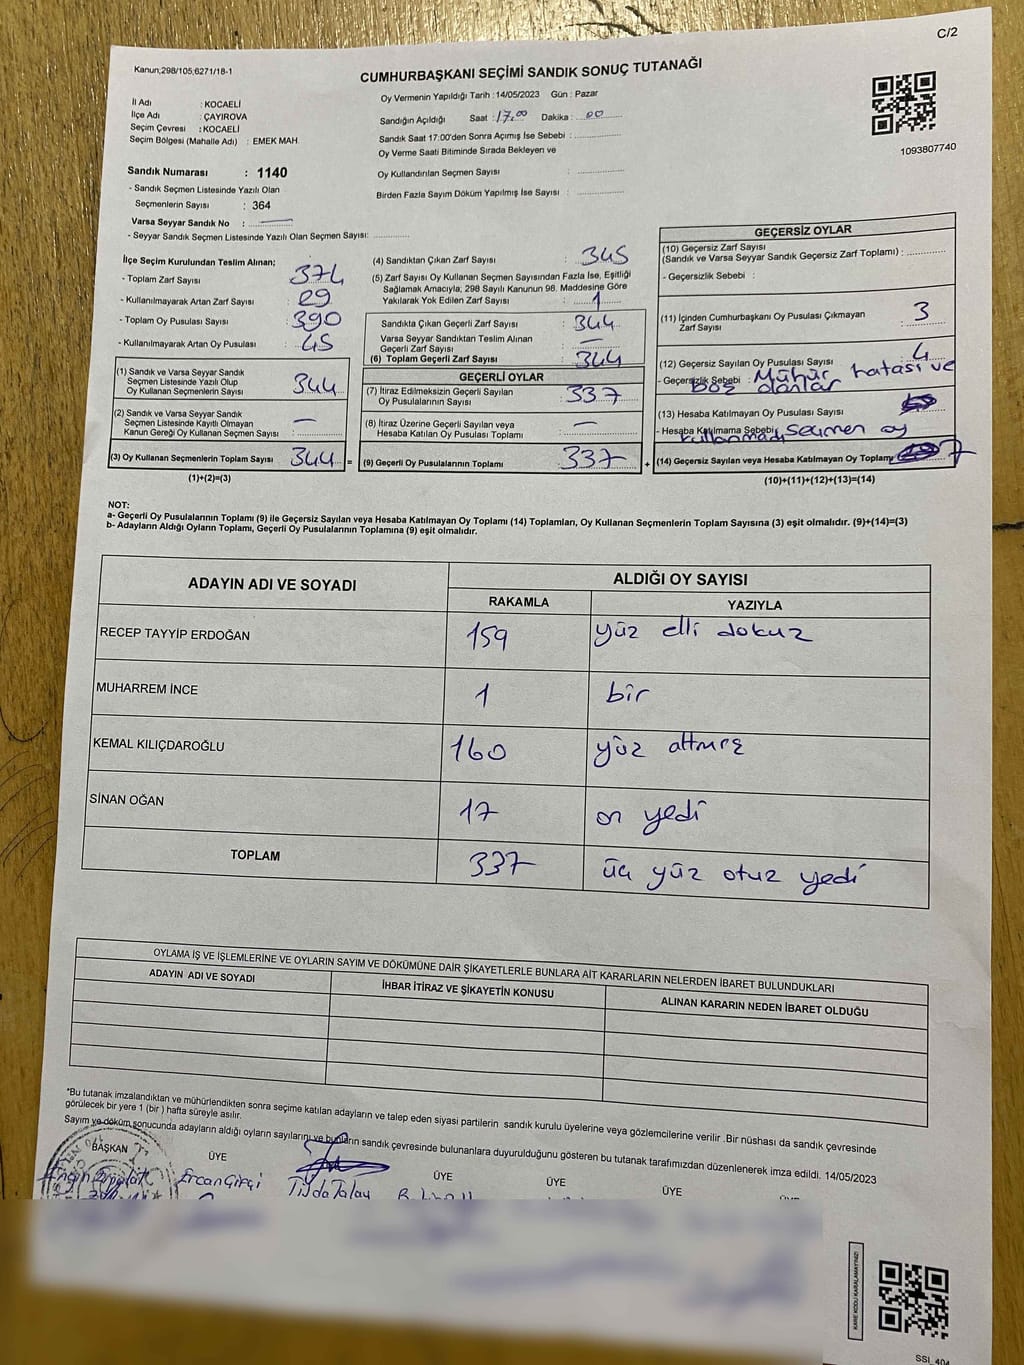 C/2
Kanun;298/105;6271/18-1
CUMHURBAŞKANI SEÇİMİ SANDIK SONUÇ TUTANAĞI
İl Adı : KOCAELİ
İlçe Adı : ÇAYIROVA
Seçim Çevresi : KOCAELİ
Seçim Bölgesi (Mahalle Adı) : EMEK MAH.
Sandık Numarası : 1140
- Sandık Seçmen Listesinde Yazılı Olan
Seçmenlerin Sayısı : 364
Varsa Seyyar Sandık No : —
- Seyyar Sandık Seçmen Listesinde Yazılı Olan Seçmen Sayısı: ............
Oy Vermenin Yapıldığı Tarih : 14/05/2023 Gün : Pazar
Sandığın Açıldığı Saat : 17.00 Dakika : 00
Sandık Saat 17:00'den Sonra Açımış İse Sebebi : ............
Oy Verme Saati Bitiminde Sırada Bekleyen ve
Oy Kullandırılan Seçmen Sayısı : ............
Birden Fazla Sayım Döküm Yapılmış İse Sayısı : ............
1093807740
İlçe Seçim Kurulundan Teslim Alınan;
- Toplam Zarf Sayısı : 374
- Kullanılmayarak Artan Zarf Sayısı : 29
- Toplam Oy Pusulası Sayısı : 390
- Kullanılmayarak Artan Oy Pusulası : 45
(1) Sandık ve Varsa Seyyar Sandık
Seçmen Listesinde Yazılı Olup
Oy Kullanan Seçmenlerin Sayısı : 344
(2) Sandık ve Varsa Seyyar Sandık
Seçmen Listesinde Kayıtlı Olmayan
Kanun Gereği Oy Kullanan Seçmen Sayısı : —
(3) Oy Kullanan Seçmenlerin Toplam Sayısı : 344 =
(1)+(2)=(3)
(4) Sandıktan Çıkan Zarf Sayısı : 345
(5) Zarf Sayısı Oy Kullanan Seçmen Sayısından Fazla İse, Eşitliği
Sağlamak Amacıyla; 298 Sayılı Kanunun 98. Maddesine Göre
Yakılarak Yok Edilen Zarf Sayısı : 1
Sandıkta Çıkan Geçerli Zarf Sayısı : 344
Varsa Seyyar Sandıktan Teslim Alınan
Geçerli Zarf Sayısı : —
(6) Toplam Geçerli Zarf Sayısı : 344
GEÇERLİ OYLAR
(7) İtiraz Edilmeksizin Geçerli Sayılan
Oy Pusulalarının Sayısı : 337
(8) İtiraz Üzerine Geçerli Sayılan veya
Hesaba Katılan Oy Pusulası Toplamı : —
(9) Geçerli Oy Pusulalarının Toplamı : 337 +
GEÇERSİZ OYLAR
(10) Geçersiz Zarf Sayısı
(Sandık ve Varsa Seyyar Sandık Geçersiz Zarf Toplamı) : ............
- Geçersizlik Sebebi :
(11) İçinden Cumhurbaşkanı Oy Pusulası Çıkmayan
Zarf Sayısı : 3
(12) Geçersiz Sayılan Oy Pusulası Sayısı : 4
- Geçersizlik Sebebi : Mühür hatası ve
boş olanlar
(13) Hesaba Katılmayan Oy Pusulası Sayısı
- Hesaba Katılmama Sebebi : Seçmen oy
kullanmadı
(14) Geçersiz Sayılan veya Hesaba Katılmayan Oy Toplamı 7
(10)+(11)+(12)+(13)=(14)
NOT:
a- Geçerli Oy Pusulalarının Toplamı (9) ile Geçersiz Sayılan veya Hesaba Katılmayan Oy Toplamı (14) Toplamları, Oy Kullanan Seçmenlerin Toplam Sayısına (3) eşit olmalıdır. (9)+(14)=(3)
b- Adayların Aldığı Oyların Toplamı, Geçerli Oy Pusulalarının Toplamına (9) eşit olmalıdır.
ADAYIN ADI VE SOYADI ALDIĞI OY SAYISI
RAKAMLA YAZIYLA
RECEP TAYYİP ERDOĞAN 159 yüz elli dokuz
MUHARREM İNCE 1 bir
KEMAL KILIÇDAROĞLU 160 yüz altmış
SİNAN OĞAN 17 on yedi
TOPLAM 337 üç yüz otuz yedi
OYLAMA İŞ VE İŞLEMLERİNE VE OYLARIN SAYIM VE DÖKÜMÜNE DAİR ŞİKAYETLERLE BUNLARA AİT KARARLARIN NELERDEN İBARET BULUNDUKLARI
ADAYIN ADI VE SOYADI İHBAR İTİRAZ VE ŞİKAYETİN KONUSU ALINAN KARARIN NEDEN İBARET OLDUĞU
*Bu tutanak imzalandıktan ve mühürlendikten sonra seçime katılan adayların ve talep eden siyasi partilerin sandık kurulu üyelerine veya gözlemcilerine verilir .Bir nüshası da sandık çevresinde
görülecek bir yere 1 (bir ) hafta süreyle asılır.
Sayım ve döküm sonucunda adayların aldığı oyların sayılarını ve bunların sandık çevresinde bulunanlara duyurulduğunu gösteren bu tutanak tarafımızdan düzenlenerek imza edildi. 14/05/2023
BAŞKAN ÜYE ÜYE ÜYE ÜYE ÜYE
Ercan Girgi Tijda Talay
KARE KODU KARALAMAYINIZ!
SSİ_404